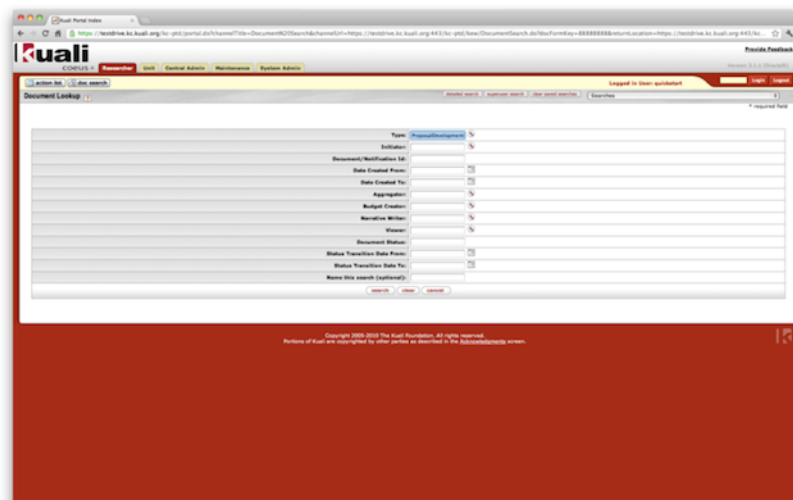 Kuali Portal Index
https://testdrive.kc.kuali.org/kc-ptd/portal.do?channelTitle=Document%20Search&channelUrl=https://testdrive.kc.kuali.org:443/kc-ptd/kew/DocumentSearch.do?docFormKey=88888888&returnLocation=https://testdrive.kc.kuali.org:443/kc...
kuali
Provide Feedback
coeus Researcher Unit Central Admin Maintenance System Admin
action list doc search Logged in User: quickstart Login Logout
Document Lookup detailed search superuser search clear saved searches Searches
* required field
Type: ProposalDevelopment
Initiator:
Document/Notification Id:
Date Created From:
Date Created To:
Aggregator:
Budget Creator:
Narrative Writer:
Viewer:
Document Status:
Status Transition Date From:
Status Transition Date To:
Name this search (optional):
search clear cancel
Copyright 2005-2010 The Kuali Foundation. All rights reserved.
Portions of Kuali are copyrighted by other parties as described in the Acknowledgments screen.